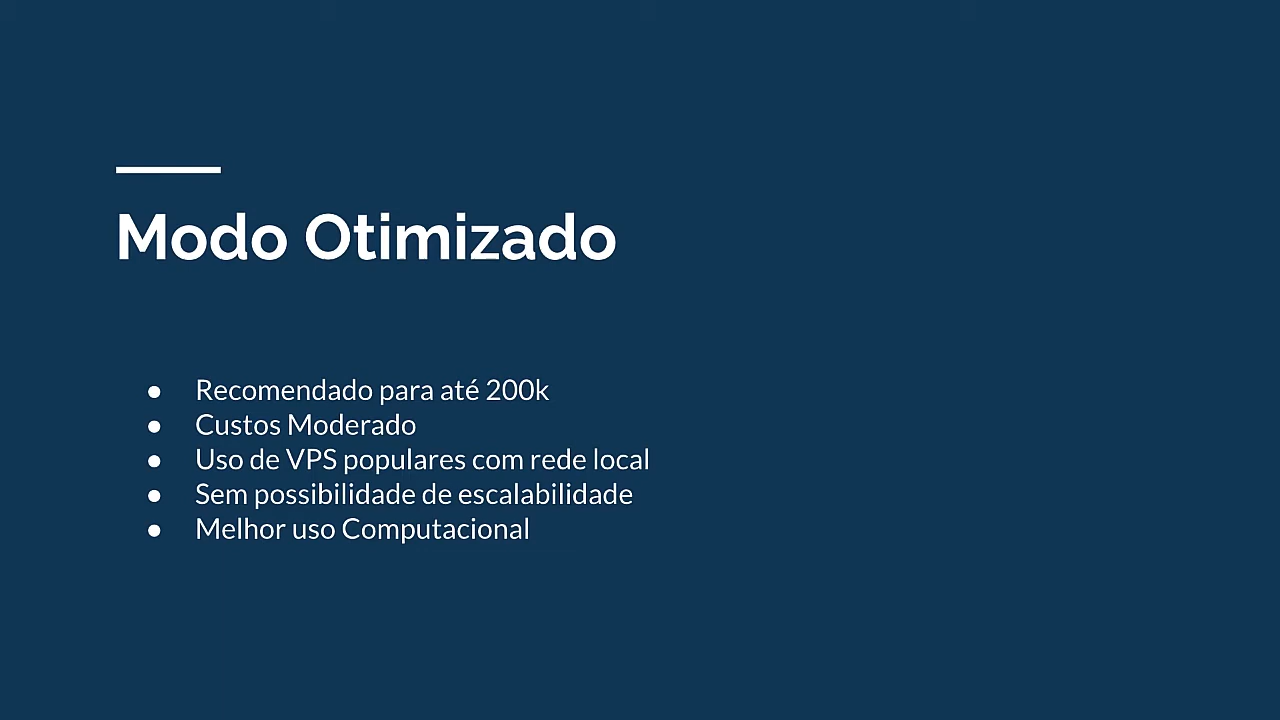 Modo Otimizado
● Recomendado para até 200k
● Custos Moderado
● Uso de VPS populares com rede local
● Sem possibilidade de escalabilidade
● Melhor uso Computacional